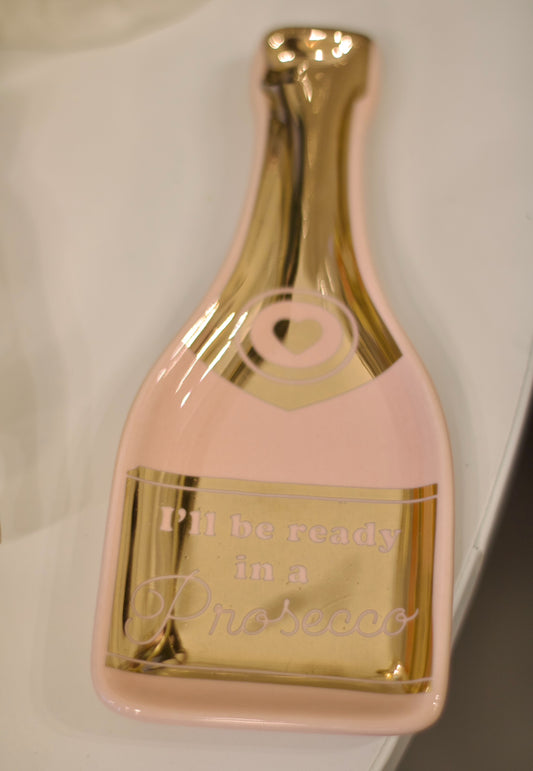 I'll be ready
in a
Prosecco